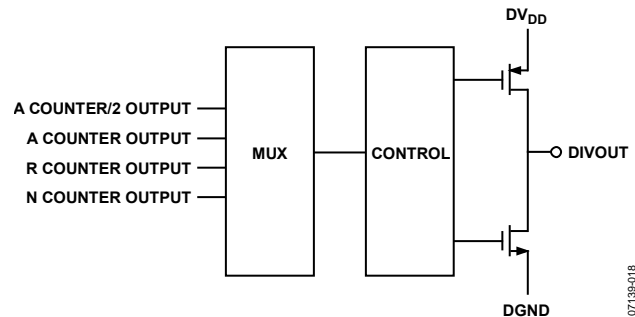 DVDD
A COUNTER/2 OUTPUT
A COUNTER OUTPUT
R COUNTER OUTPUT
N COUNTER OUTPUT
MUX
CONTROL
DIVOUT
DGND
07139-018